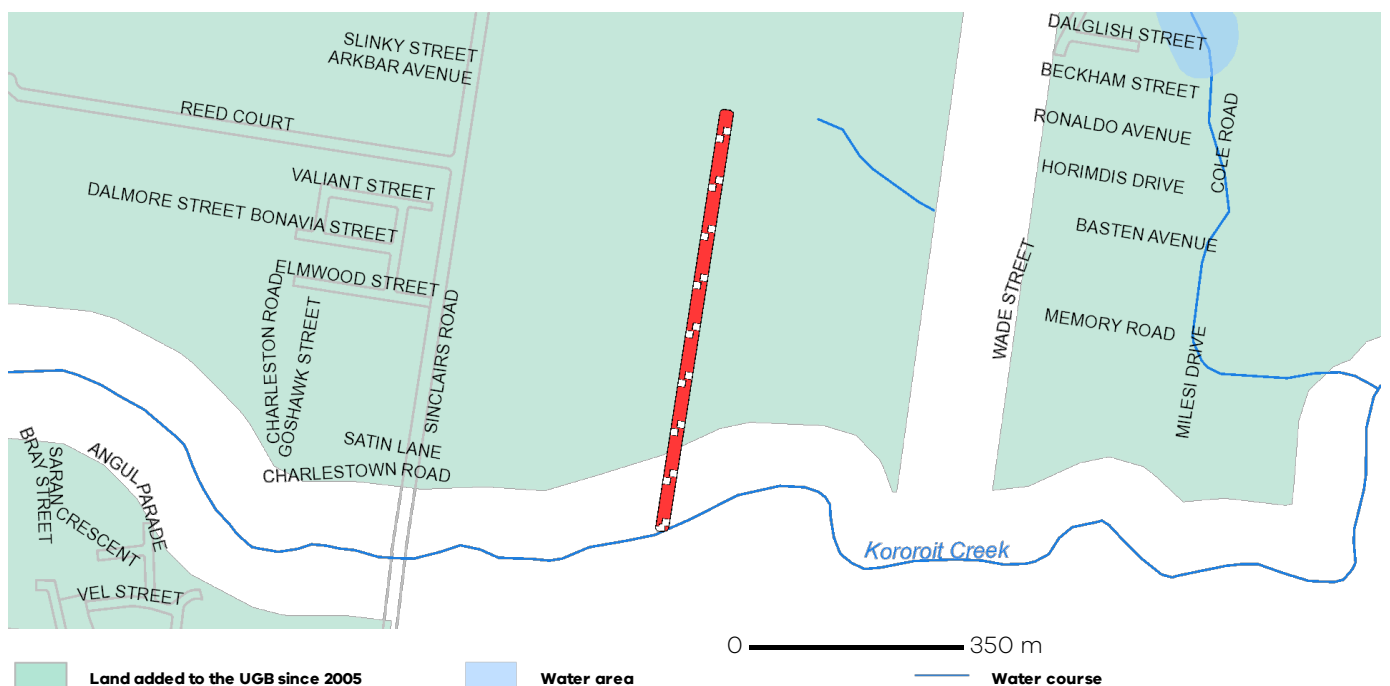 SLINKY STREET
ARKBAR AVENUE
REED COURT
VALIANT STREET
DALMORE STREET
BONAVIA STREET
ELMWOOD STREET
CHARLESTON ROAD
GOSHAWK STREET
SINCLAIRS ROAD
SATIN LANE
CHARLESTOWN ROAD
BRAY STREET
SARAN CRESCENT
ANGUL PARADE
VEL STREET
DALGLISH STREET
BECKHAM STREET
RONALDO AVENUE
COLE ROAD
HORIMDIS DRIVE
BASTEN AVENUE
WADE STREET
MEMORY ROAD
MILESI DRIVE
Kororoit Creek
0 350 m
Land added to the UGB since 2005
Water area
Water course